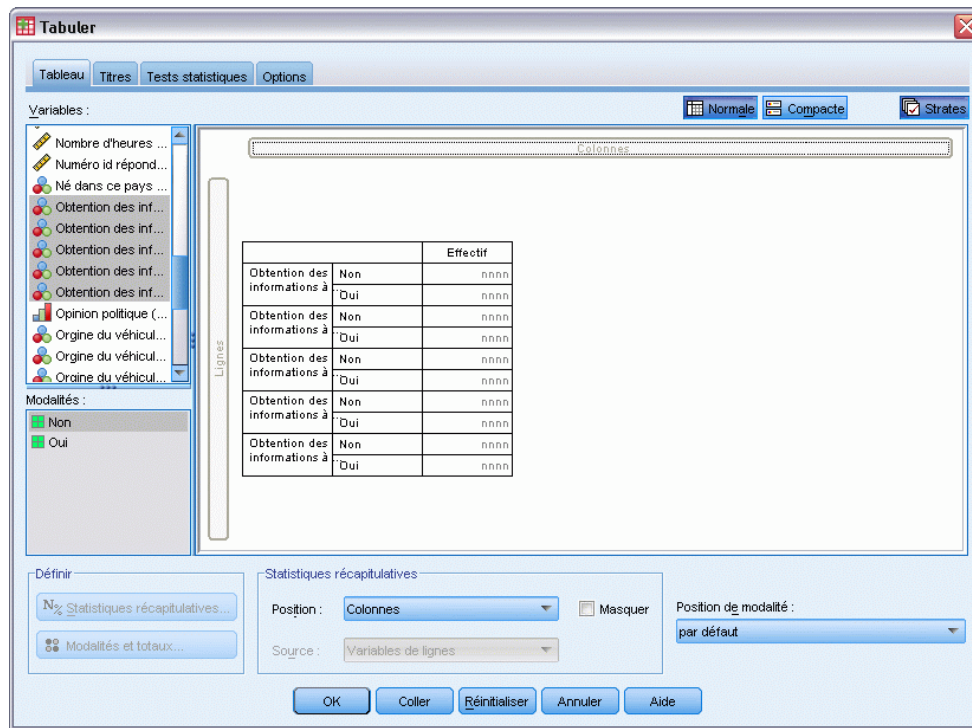 Tabuler
Tableau Titres Tests statistiques Options
Variables :
Normale Compacte Strates
Nombre d'heures ...
Numéro id répond...
Né dans ce pays ...
Obtention des inf...
Obtention des inf...
Obtention des inf...
Obtention des inf...
Obtention des inf...
Opinion politique (...
Orgine du véhicul...
Orgine du véhicul...
Orgine du véhicul...
Modalités :
Non
Oui
Colonnes
Lignes
Effectif
Obtention des informations à
Non nnnn
Oui nnnn
Obtention des informations à
Non nnnn
Oui nnnn
Obtention des informations à
Non nnnn
Oui nnnn
Obtention des informations à
Non nnnn
Oui nnnn
Obtention des informations à
Non nnnn
Oui nnnn
Définir
N% Statistiques récapitulatives...
Modalités et totaux...
Statistiques récapitulatives
Position : Colonnes Masquer
Source : Variables de lignes
Position de modalité :
par défaut
OK Coller Réinitialiser Annuler Aide